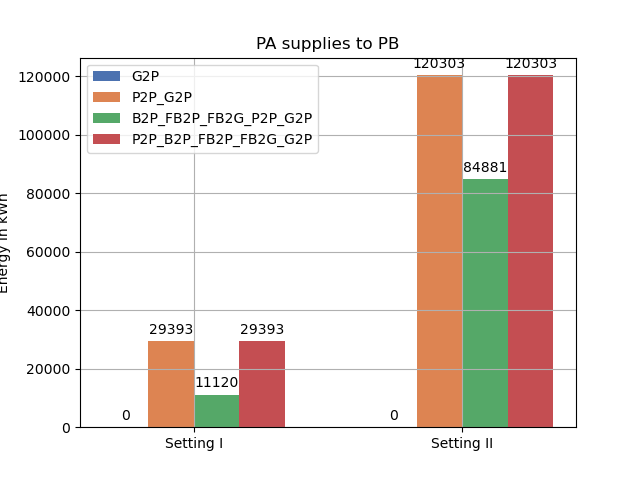 PA supplies to PB
120303
120303
120000
G2P
P2P_G2P
B2P_FB2P_FB2G_P2P_G2P
P2P_B2P_FB2P_FB2G_G2P
100000
84881
80000
Energy in kWh
60000
40000
29393
29393
20000
11120
0
0
0
Setting I
Setting II